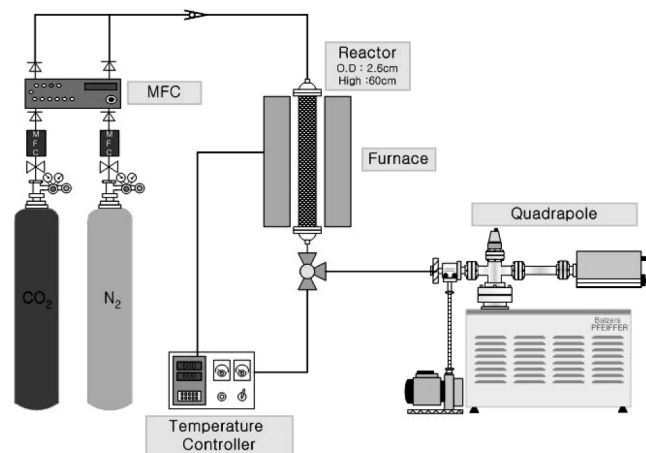 Reactor
O.D : 2.6cm
High :60cm
MFC
M
F
C
M
F
C
Furnace
Quadrapole
CO₂
N₂
Balzers
PFEIFFER
Temperature
Controller